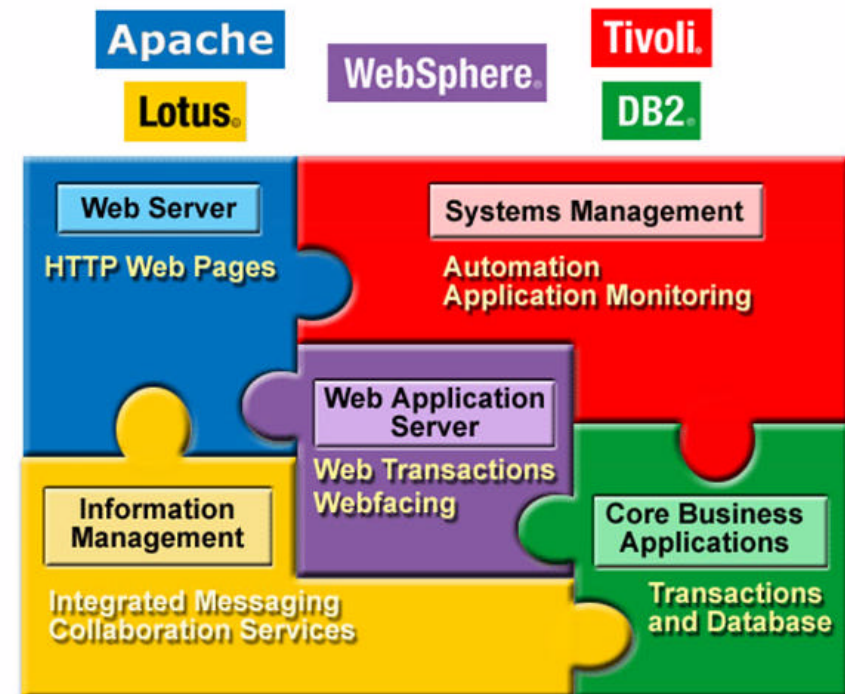 Apache
WebSphere®
Tivoli®
Lotus®
DB2®
Web Server
HTTP Web Pages
Systems Management
Automation
Application Monitoring
Web Application
Server
Web Transactions
Webfacing
Information
Management
Integrated Messaging
Collaboration Services
Core Business
Applications
Transactions
and Database